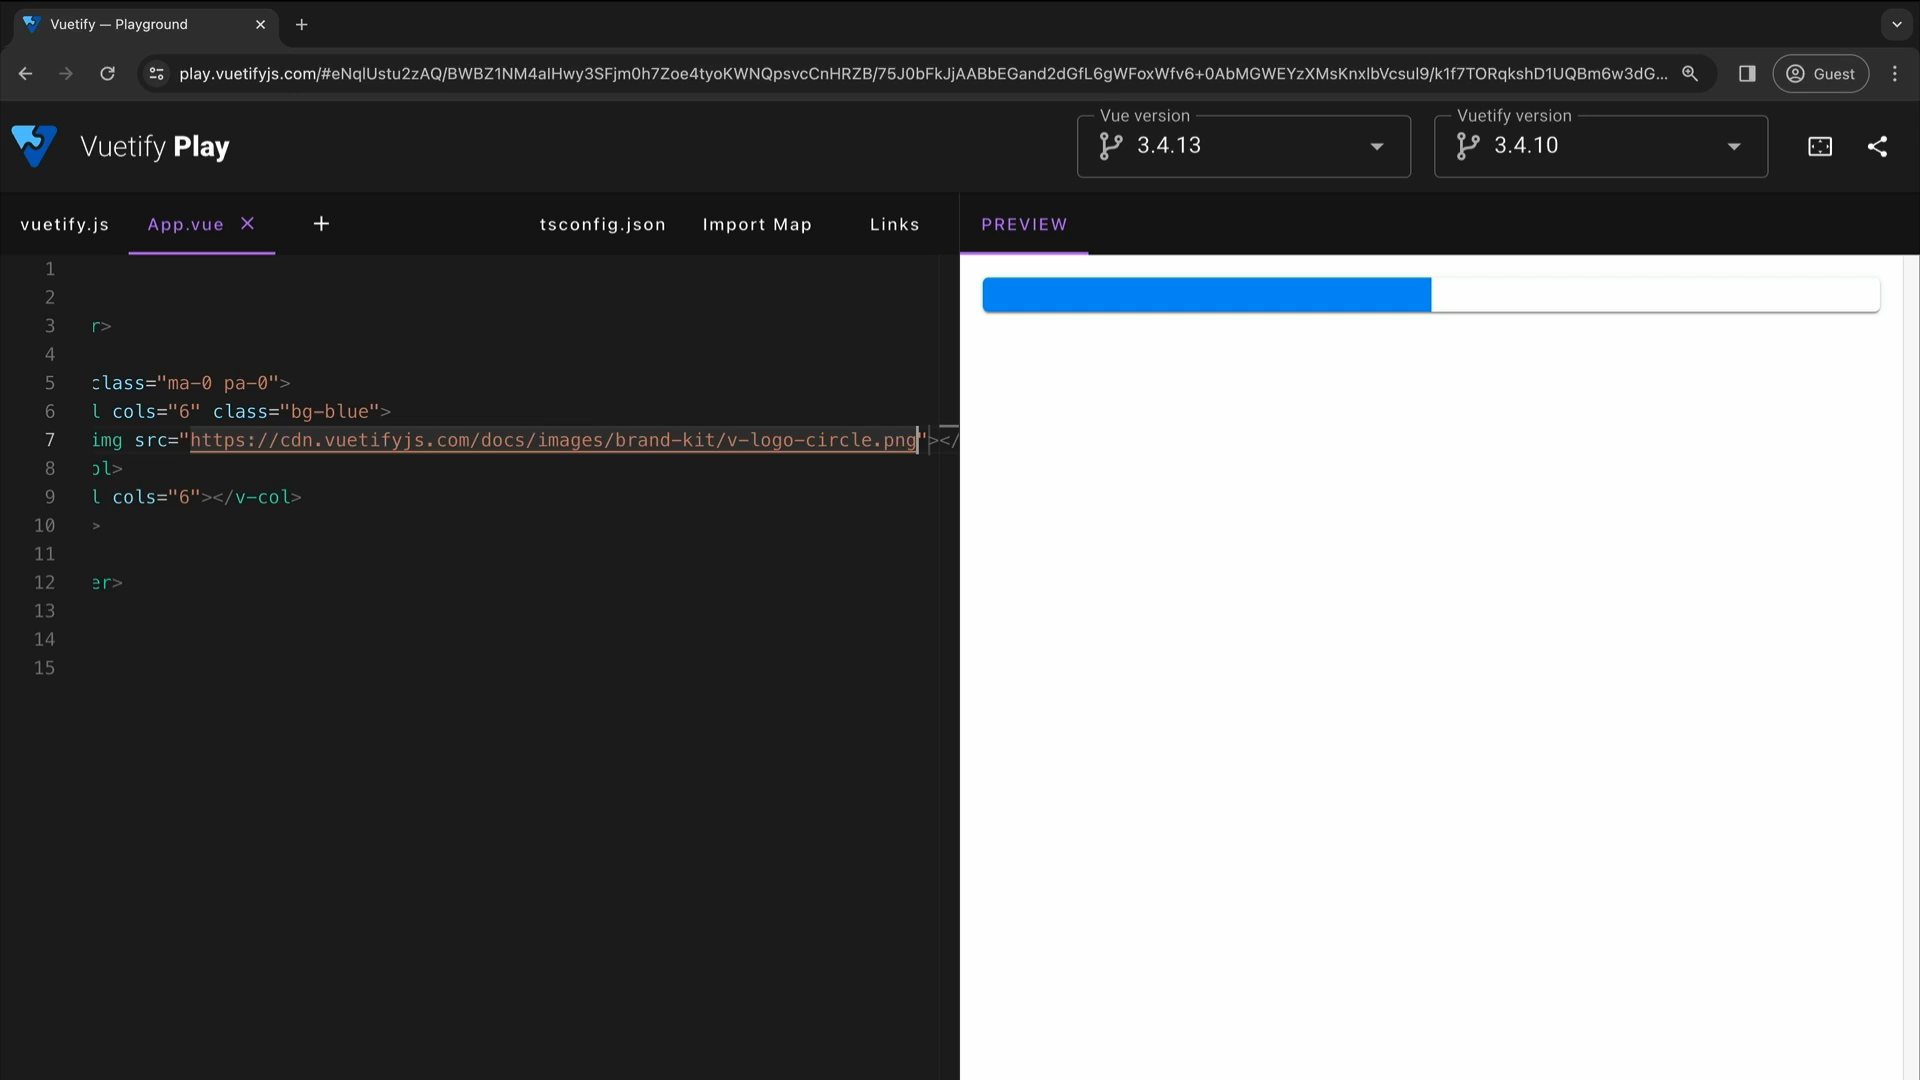 Vuetify — Playground
play.vuetifyjs.com/#eNqlUstu2zAQ/BWBZ1NM4alHwy3SFjm0h7Zoe4tyoKWNQpsvcCnHRZB/75J0bFkJjAABbEGand2dGfL6gWFoxWfv6+0AbMGWEYzXMsKnxlbVcsul9/k1f7TORqkshD1UQBm6w3dG...
Guest
Vuetify Play
Vue version
3.4.13
Vuetify version
3.4.10
vuetify.js
App.vue
tsconfig.json
Import Map
Links
PREVIEW
1
2
3 r>
4
5 class="ma-0 pa-0">
6 l cols="6" class="bg-blue">
7 img src="https://cdn.vuetifyjs.com/docs/images/brand-kit/v-logo-circle.png"></
8 ol>
9 l cols="6"></v-col>
10 >
11
12 er>
13
14
15